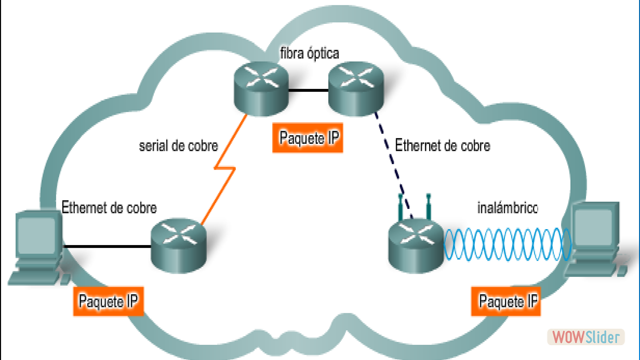 fibra óptica
Paquete IP
serial de cobre
Ethernet de cobre
Ethernet de cobre
inalámbrico
Paquete IP
Paquete IP
WOWSlider